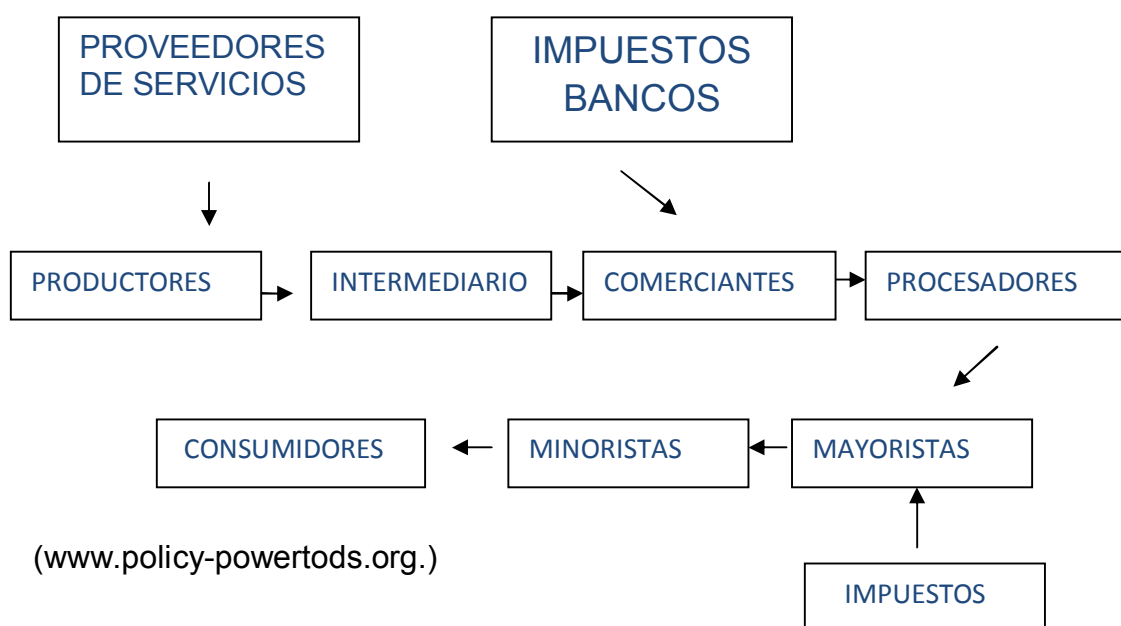 PROVEEDORES
DE SERVICIOS
IMPUESTOS
BANCOS
PRODUCTORES
INTERMEDIARIO
COMERCIANTES
PROCESADORES
CONSUMIDORES
MINORISTAS
MAYORISTAS
(www.policy-powertods.org.)
IMPUESTOS